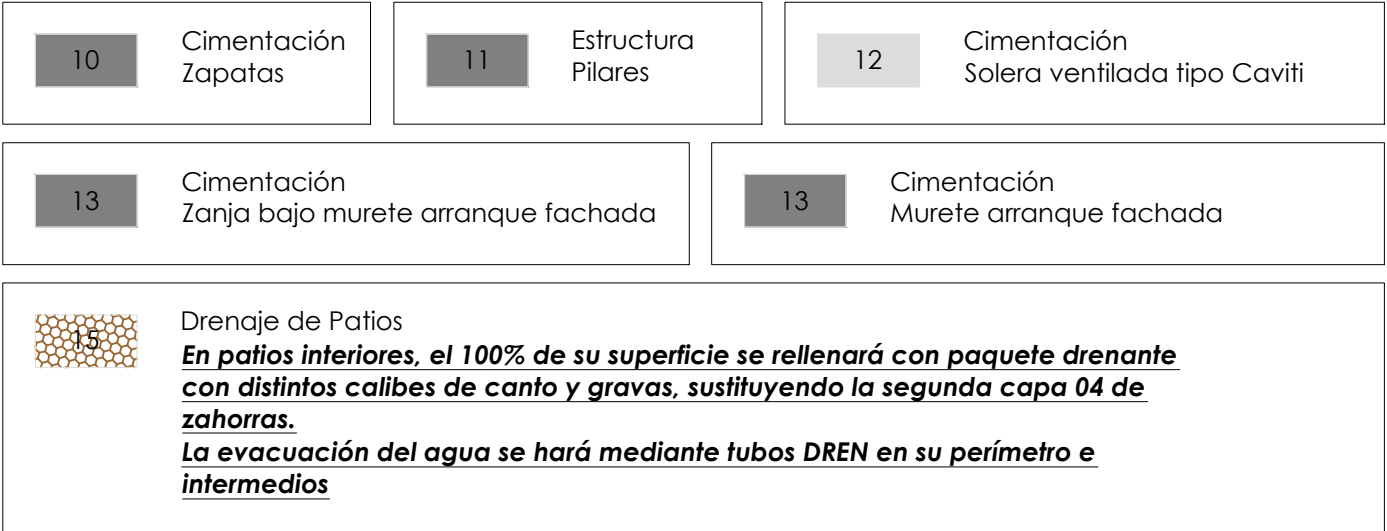 10
Cimentación
Zapatas
11
Estructura
Pilares
12
Cimentación
Solera ventilada tipo Caviti
13
Cimentación
Zanja bajo murete arranque fachada
13
Cimentación
Murete arranque fachada
15
Drenaje de Patios
En patios interiores, el 100% de su superficie se rellenará con paquete drenante
con distintos calibes de canto y gravas, sustituyendo la segunda capa 04 de
zahorras.
La evacuación del agua se hará mediante tubos DREN en su perímetro e
intermedios